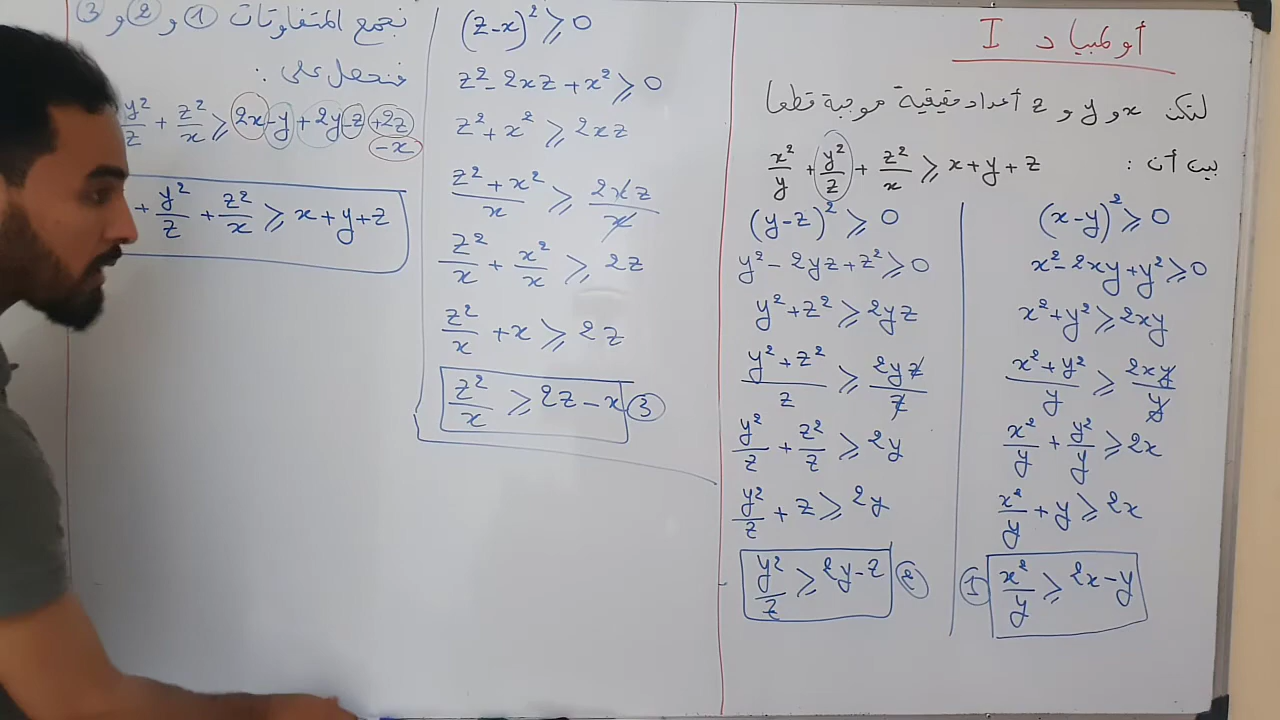 أولمبياد I
لتكن x و y و z أعداد حقيقية موجبة قطعا
بين أن : x²/y + y²/z + z²/x ⩾ x+y+z
(x-y)² ⩾ 0
x²-2xy+y² ⩾ 0
x²+y² ⩾ 2xy
(x²+y²)/y ⩾ 2xy/y
x²/y + y²/y ⩾ 2x
x²/y + y ⩾ 2x
① x²/y ⩾ 2x-y
(y-z)² ⩾ 0
y²-2yz+z² ⩾ 0
y²+z² ⩾ 2yz
(y²+z²)/z ⩾ 2yz/z
y²/z + z²/z ⩾ 2y
y²/z + z ⩾ 2y
y²/z ⩾ 2y-z ②
(z-x)² ⩾ 0
z²-2xz+x² ⩾ 0
z²+x² ⩾ 2xz
(z²+x²)/x ⩾ 2xz/x
z²/x + x²/x ⩾ 2z
z²/x + x ⩾ 2z
z²/x ⩾ 2z-x ③
نجمع المتفاوتات ① و ② و ③
فنحصل على :
y²/z + z²/x ⩾ 2x-y+2y-z+2z
-x
+ y²/z + z²/x ⩾ x+y+z